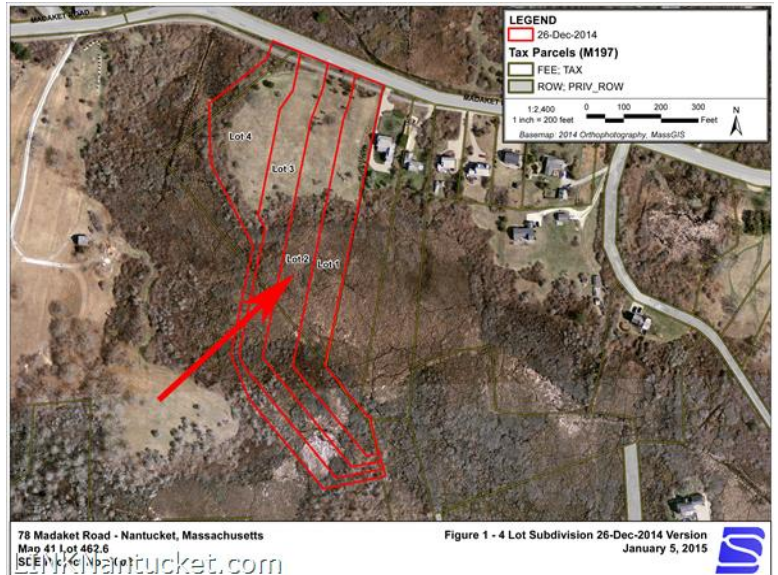 MADAKET ROAD
LEGEND
26-Dec-2014
Tax Parcels (M197)
FEE; TAX
ROW; PRIV_ROW
1:2,400
1 inch = 200 feet
0 100 200 300
Feet
N
Basemap: 2014 Orthophotography, MassGIS
MADAKET
Lot 4
Lot 3
Lot 2
Lot 1
78 Madaket Road - Nantucket, Massachusetts
Map 41 Lot 462.6
LINKNantucket.com
Figure 1 - 4 Lot Subdivision 26-Dec-2014 Version
January 5, 2015